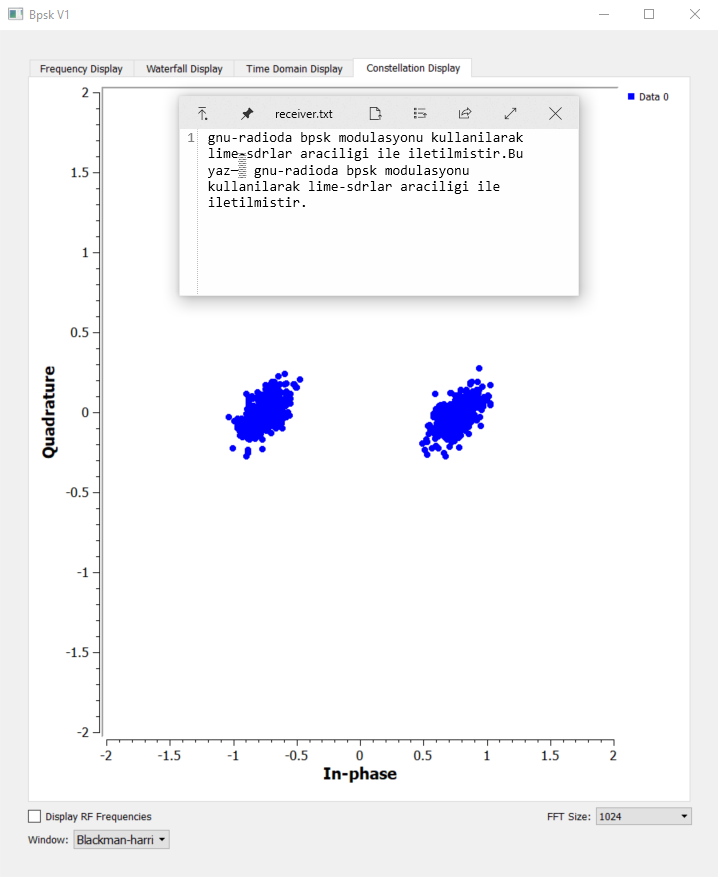 Bpsk V1
Frequency Display
Waterfall Display
Time Domain Display
Constellation Display
Data 0
receiver.txt
1
gnu-radioda bpsk modulasyonu kullanilarak
lime-sdrlar araciligi ile iletilmistir.Bu
yaz gnu-radioda bpsk modulasyonu
kullanilarak lime-sdrlar araciligi ile
iletilmistir.
2
1.5
1
0.5
0
-0.5
-1
-1.5
-2
Quadrature
-2 -1.5 -1 -0.5 0 0.5 1 1.5 2
In-phase
Display RF Frequencies
FFT Size: 1024
Window: Blackman-harri